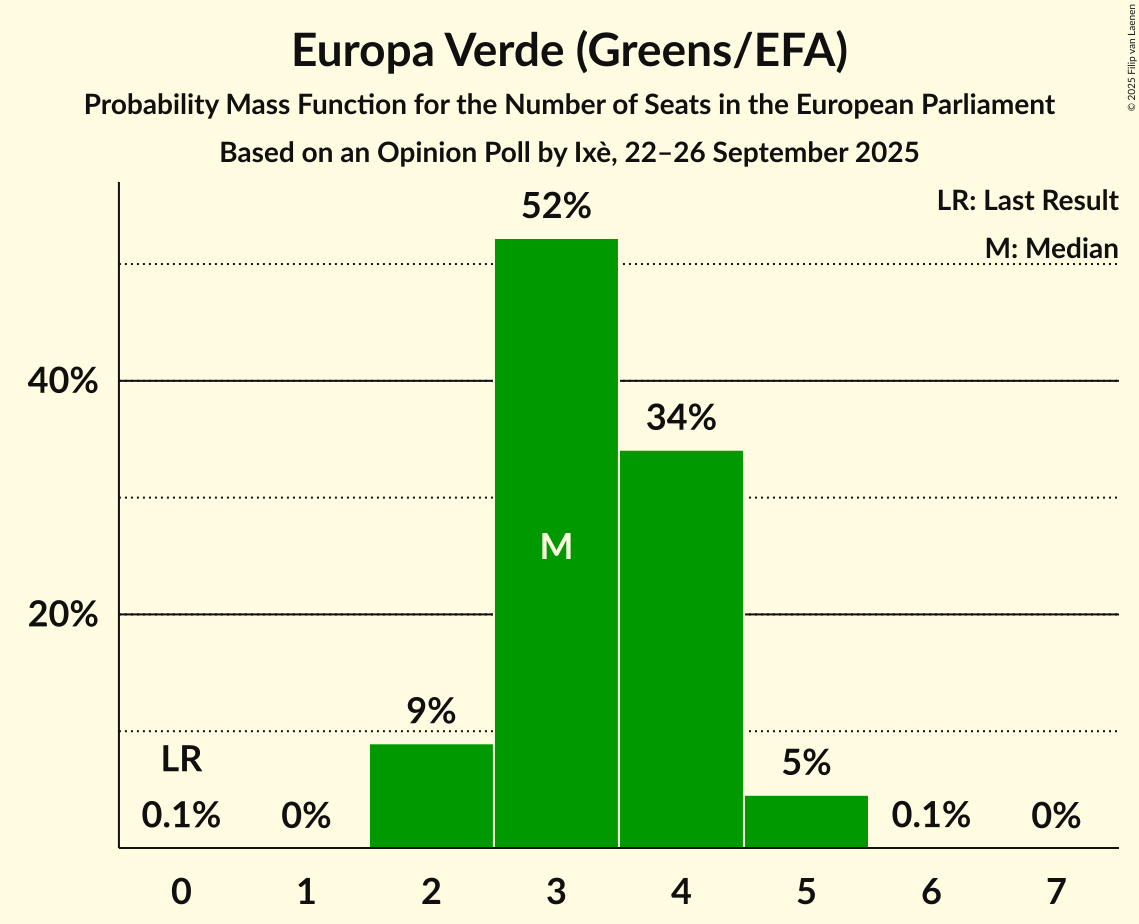 Europa Verde (Greens/EFA)
Probability Mass Function for the Number of Seats in the European Parliament
Based on an Opinion Poll by Ixè, 22–26 September 2025
© 2025 Filip van Laenen
LR: Last Result
M: Median
52%
40%
34%
M
20%
9%
LR
5%
0.1%
0%
0.1%
0%
0 1 2 3 4 5 6 7